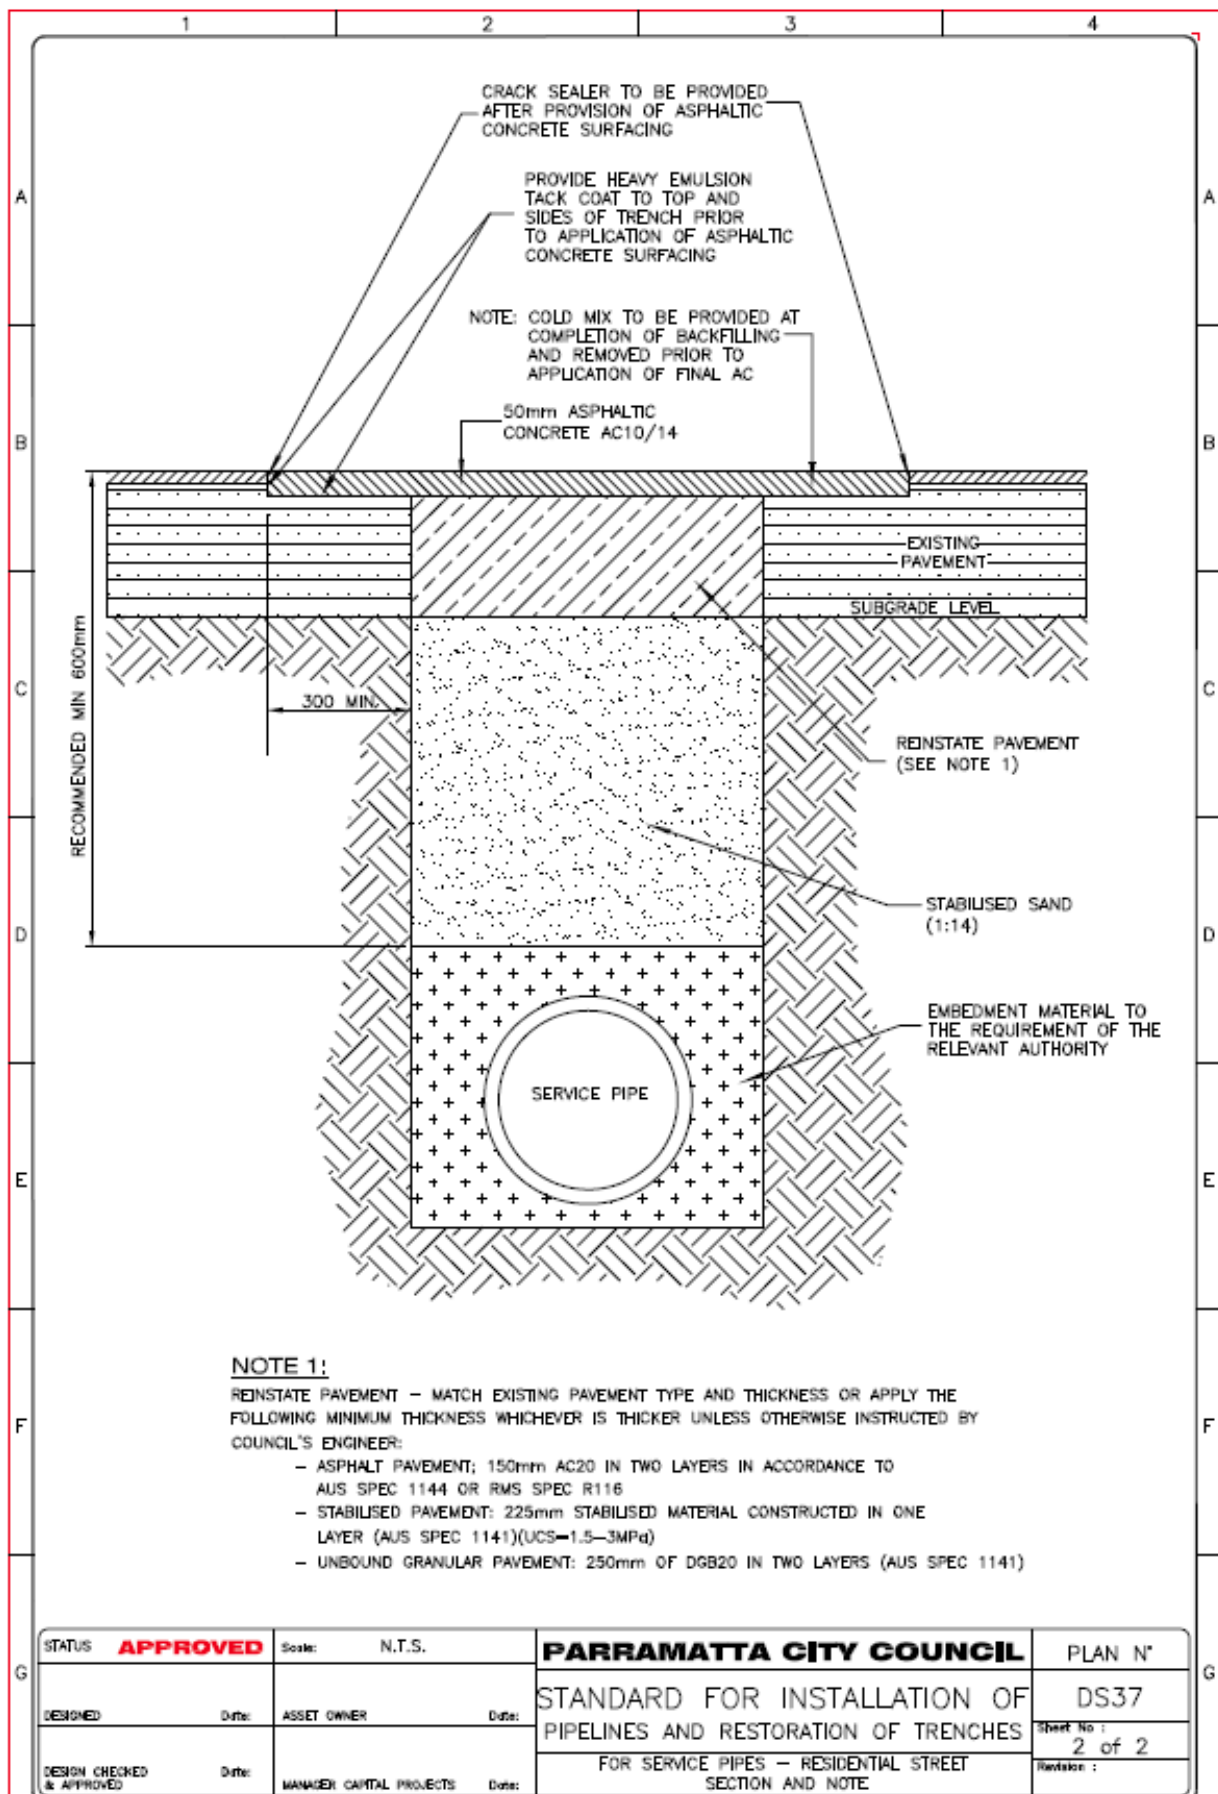 1 2 3 4
CRACK SEALER TO BE PROVIDED
AFTER PROVISION OF ASPHALTIC
CONCRETE SURFACING
PROVIDE HEAVY EMULSION
TACK COAT TO TOP AND
SIDES OF TRENCH PRIOR
TO APPLICATION OF ASPHALTIC
CONCRETE SURFACING
A A
NOTE: COLD MIX TO BE PROVIDED AT
COMPLETION OF BACKFILLING
AND REMOVED PRIOR TO
APPLICATION OF FINAL AC
50mm ASPHALTIC
CONCRETE AC10/14
B B
EXISTING
PAVEMENT
SUBGRADE LEVEL
RECOMMENDED MIN 600mm
300 MIN.
C C
REINSTATE PAVEMENT
(SEE NOTE 1)
STABILISED SAND
(1:14)
D D
EMBEDMENT MATERIAL TO
THE REQUIREMENT OF THE
RELEVANT AUTHORITY
SERVICE PIPE
E E
NOTE 1:
REINSTATE PAVEMENT – MATCH EXISTING PAVEMENT TYPE AND THICKNESS OR APPLY THE
FOLLOWING MINIMUM THICKNESS WHICHEVER IS THICKER UNLESS OTHERWISE INSTRUCTED BY
COUNCIL'S ENGINEER:
F F
– ASPHALT PAVEMENT; 150mm AC20 IN TWO LAYERS IN ACCORDANCE TO
AUS SPEC 1144 OR RMS SPEC R116
– STABILISED PAVEMENT: 225mm STABILISED MATERIAL CONSTRUCTED IN ONE
LAYER (AUS SPEC 1141)(UCS=1.5–3MPa)
– UNBOUND GRANULAR PAVEMENT: 250mm OF DGB20 IN TWO LAYERS (AUS SPEC 1141)
G G
STATUS APPROVED
Scale: N.T.S.
DESIGNED Date:
ASSET OWNER Date:
DESIGN CHECKED
& APPROVED Date:
MANAGER CAPITAL PROJECTS Date:
PARRAMATTA CITY COUNCIL
STANDARD FOR INSTALLATION OF
PIPELINES AND RESTORATION OF TRENCHES
FOR SERVICE PIPES – RESIDENTIAL STREET
SECTION AND NOTE
PLAN N°
DS37
Sheet No :
2 of 2
Revision :